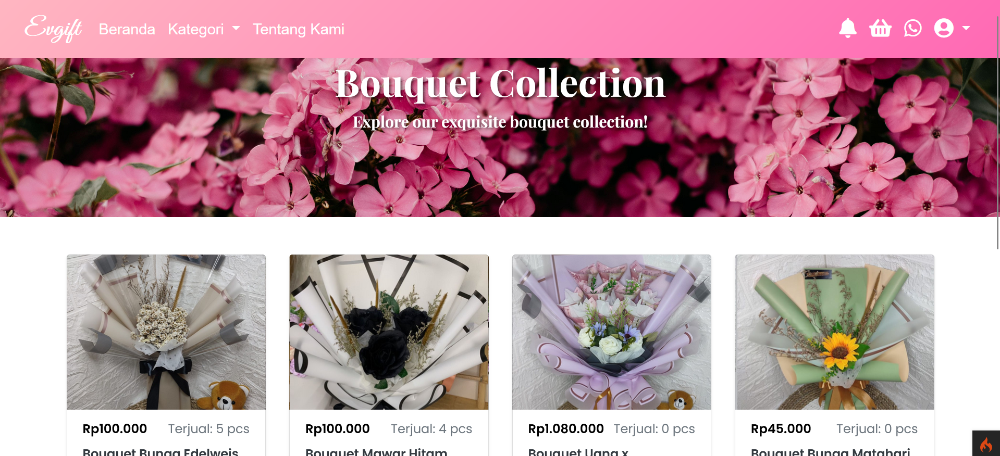 Evgift Beranda Kategori Tentang Kami
Bouquet Collection
Explore our exquisite bouquet collection!
Rp100.000 Terjual: 5 pcs
Bouquet Bunga Edelweis
Rp100.000 Terjual: 4 pcs
Bouquet Mawar Hitam
Rp1.080.000 Terjual: 0 pcs
Bouquet Uang x
Rp45.000 Terjual: 0 pcs
Bouquet Bunga Matahari